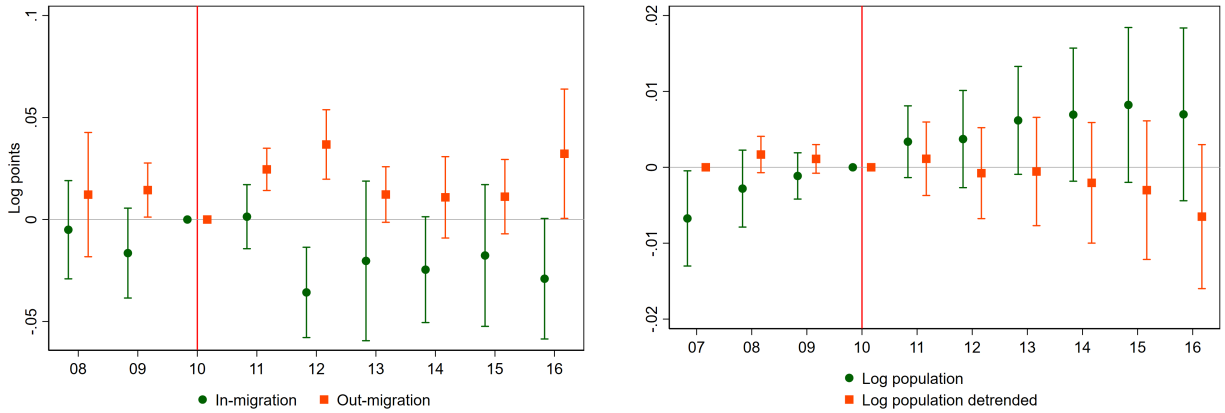 .1
.05
0
-.05
Log points
08 09 10 11 12 13 14 15 16
In-migration Out-migration
.02
.01
0
-.01
-.02
07 08 09 10 11 12 13 14 15 16
Log population
Log population detrended